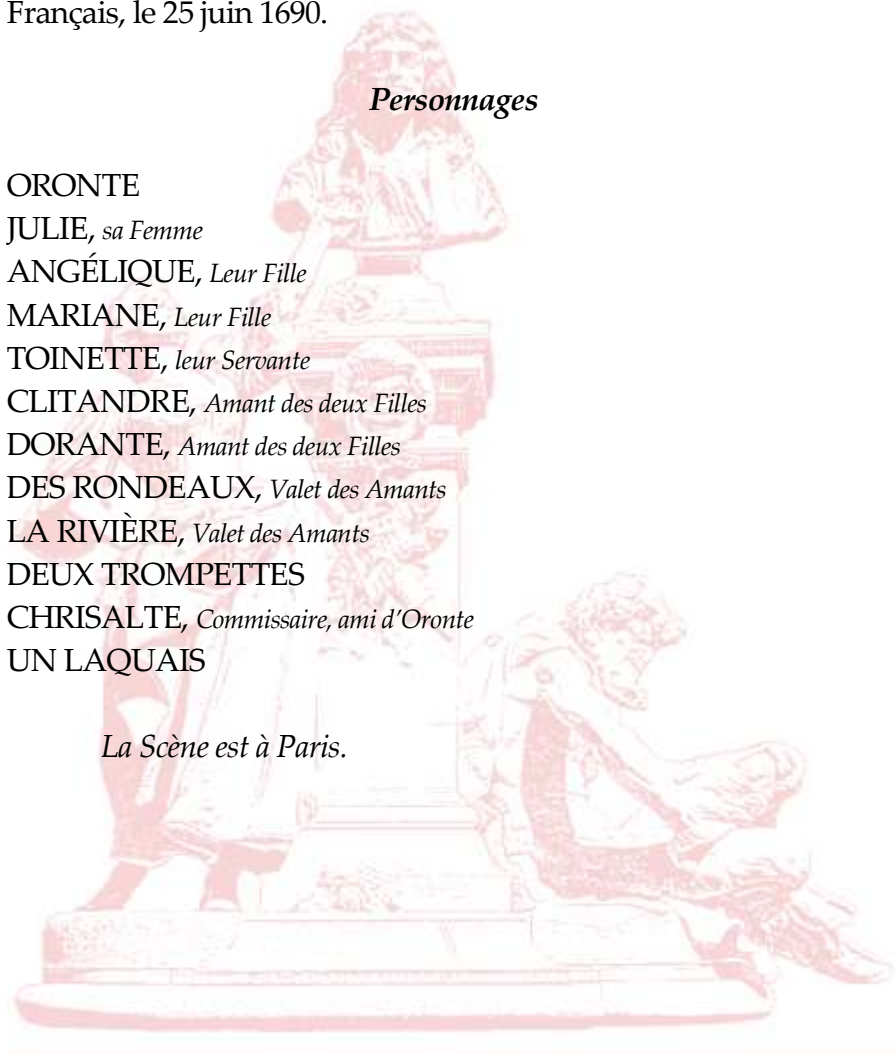 Français, le 25 juin 1690.
Personnages
ORONTE
JULIE, sa Femme
ANGÉLIQUE, Leur Fille
MARIANE, Leur Fille
TOINETTE, leur Servante
CLITANDRE, Amant des deux Filles
DORANTE, Amant des deux Filles
DES RONDEAUX, Valet des Amants
LA RIVIÈRE, Valet des Amants
DEUX TROMPETTES
CHRISALTE, Commissaire, ami d’Oronte
UN LAQUAIS
La Scène est à Paris.